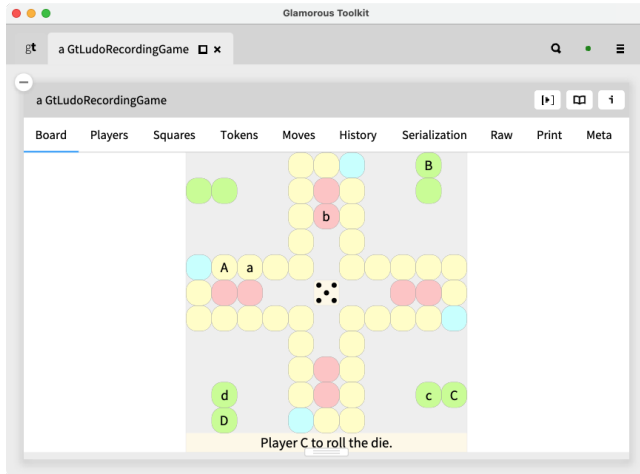 Glamorous Toolkit
gt a GtLudoRecordingGame
a GtLudoRecordingGame i
Board Players Squares Tokens Moves History Serialization Raw Print Meta
B
b
A a
d c C
D
Player C to roll the die.